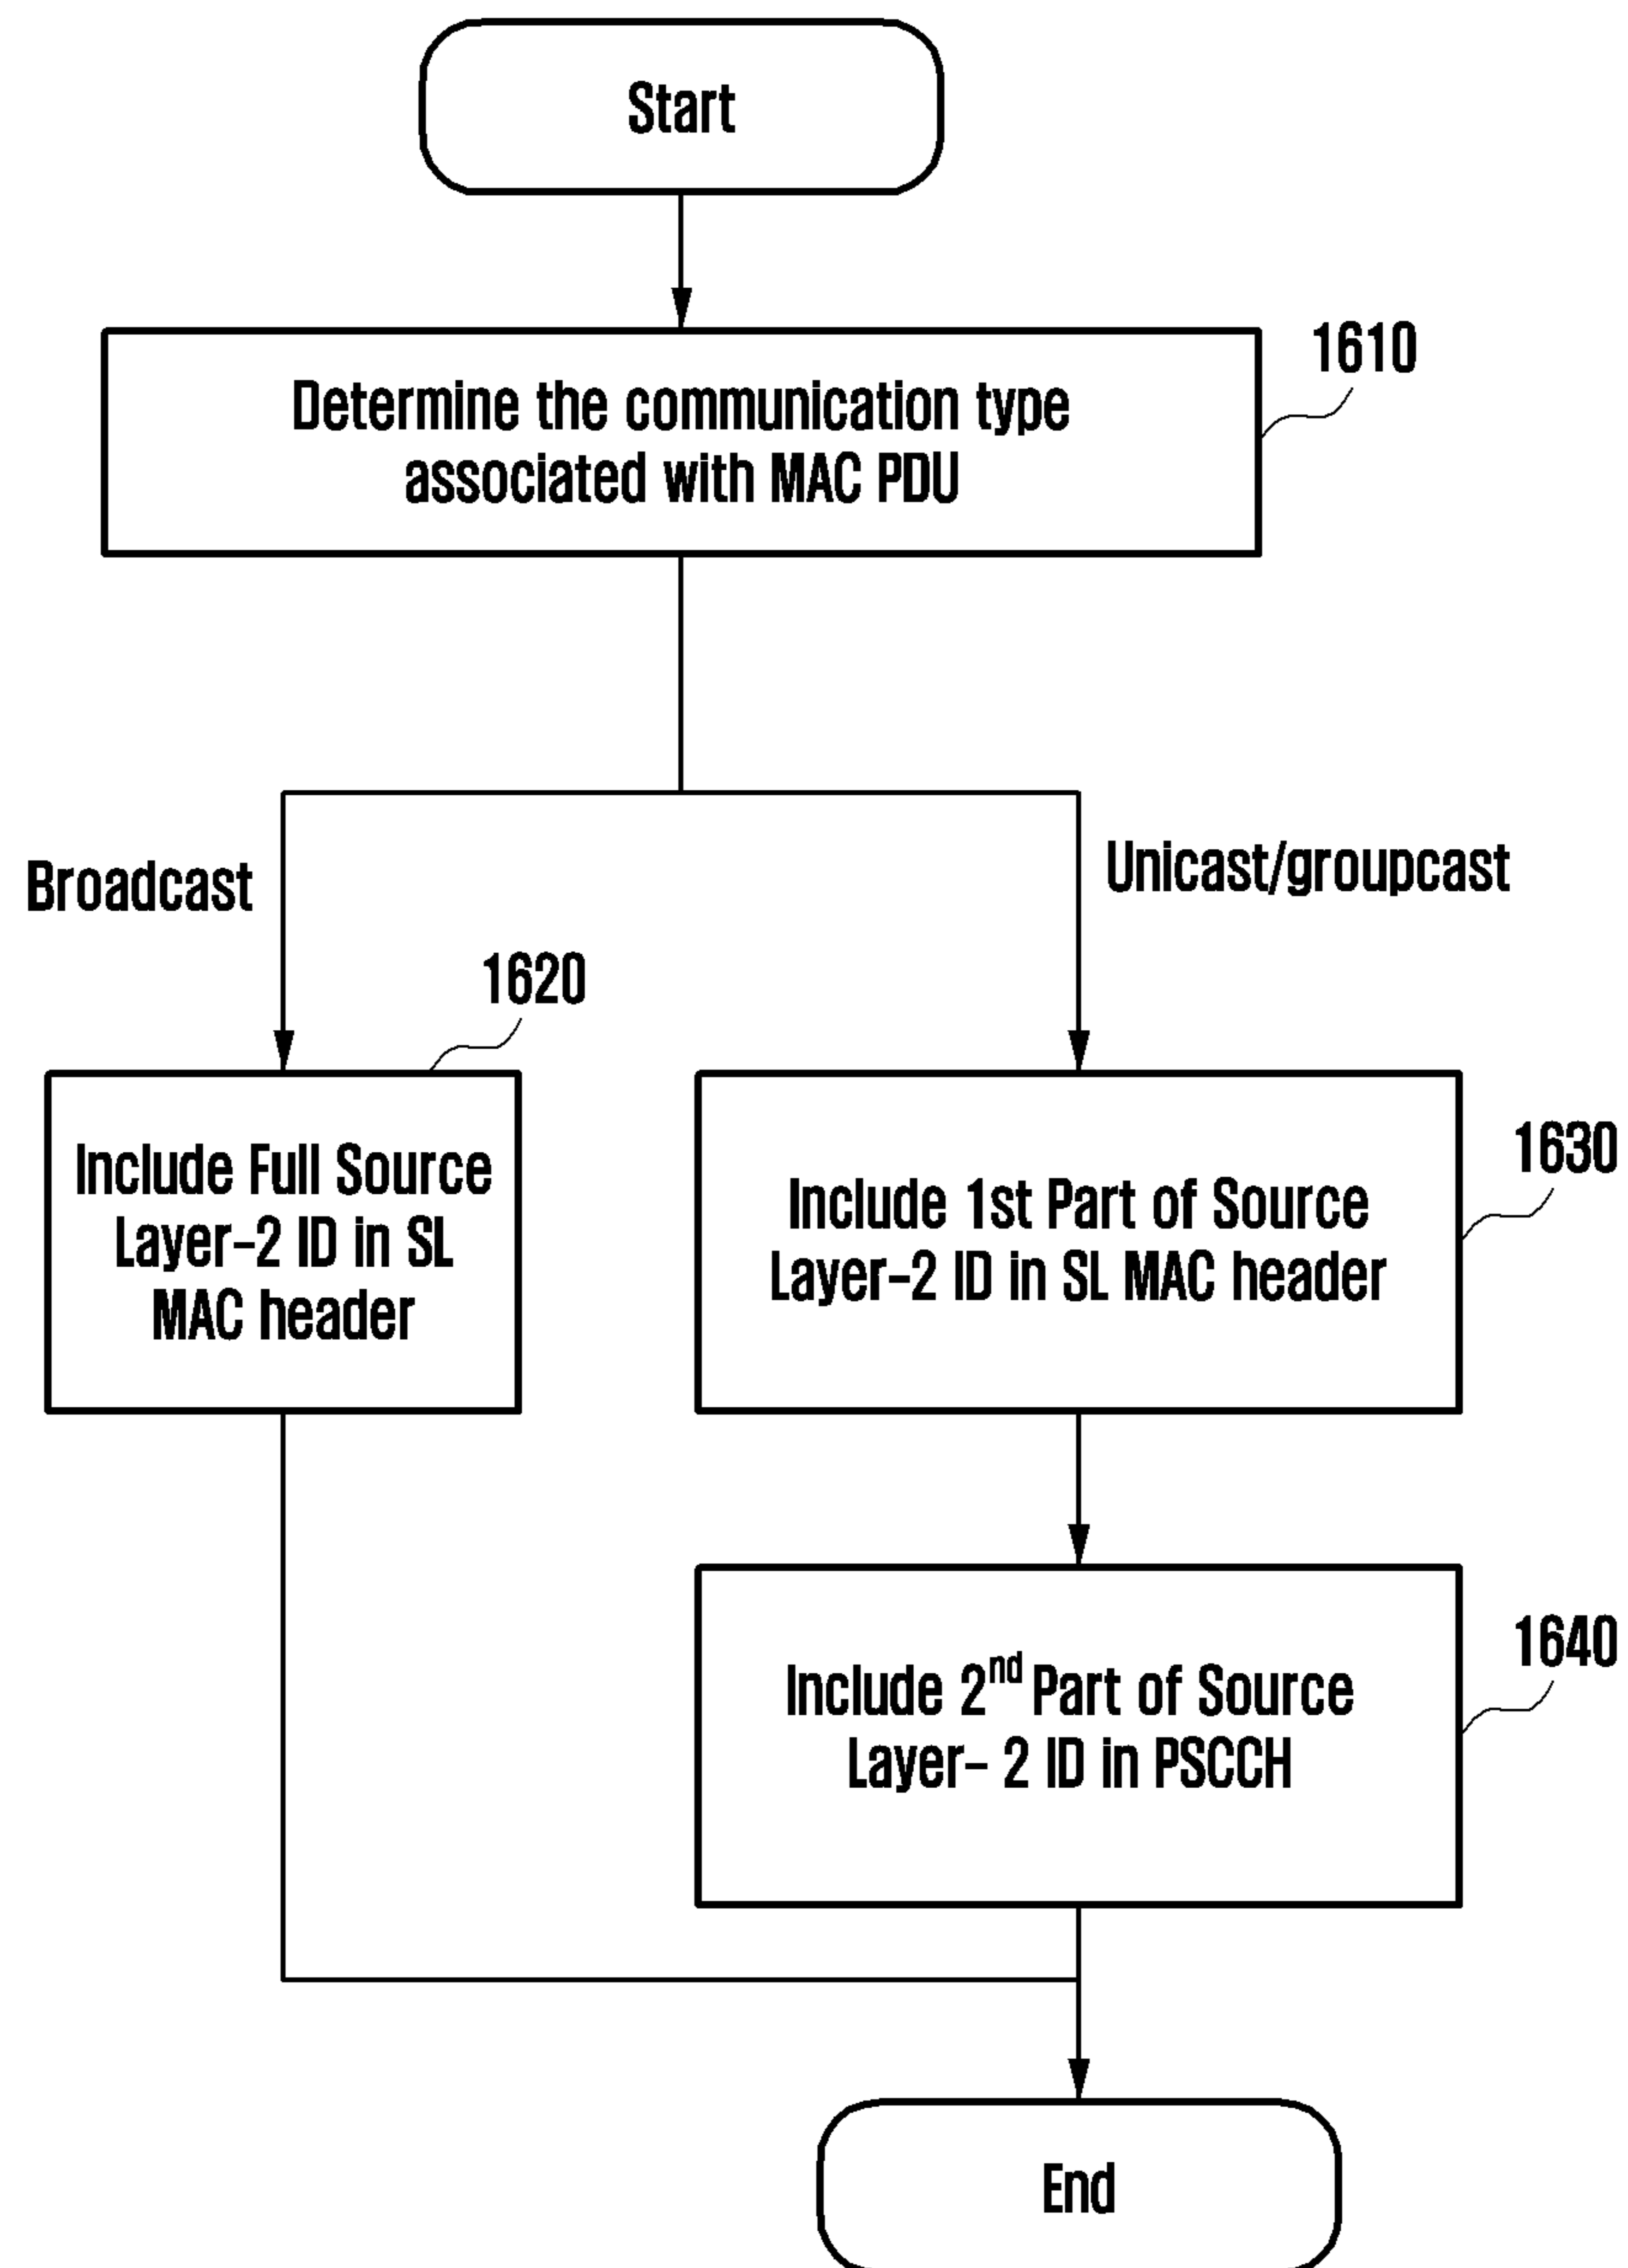 Start
Determine the communication type
associated with MAC PDU
1610
Broadcast
Unicast/groupcast
1620
Include Full Source
Layer-2 ID in SL
MAC header
Include 1st Part of Source
Layer-2 ID in SL MAC header
1630
Include 2nd Part of Source
Layer- 2 ID in PSCCH
1640
End